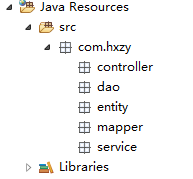 Java Resources
src
com.hxzy
controller
dao
entity
mapper
service
Libraries